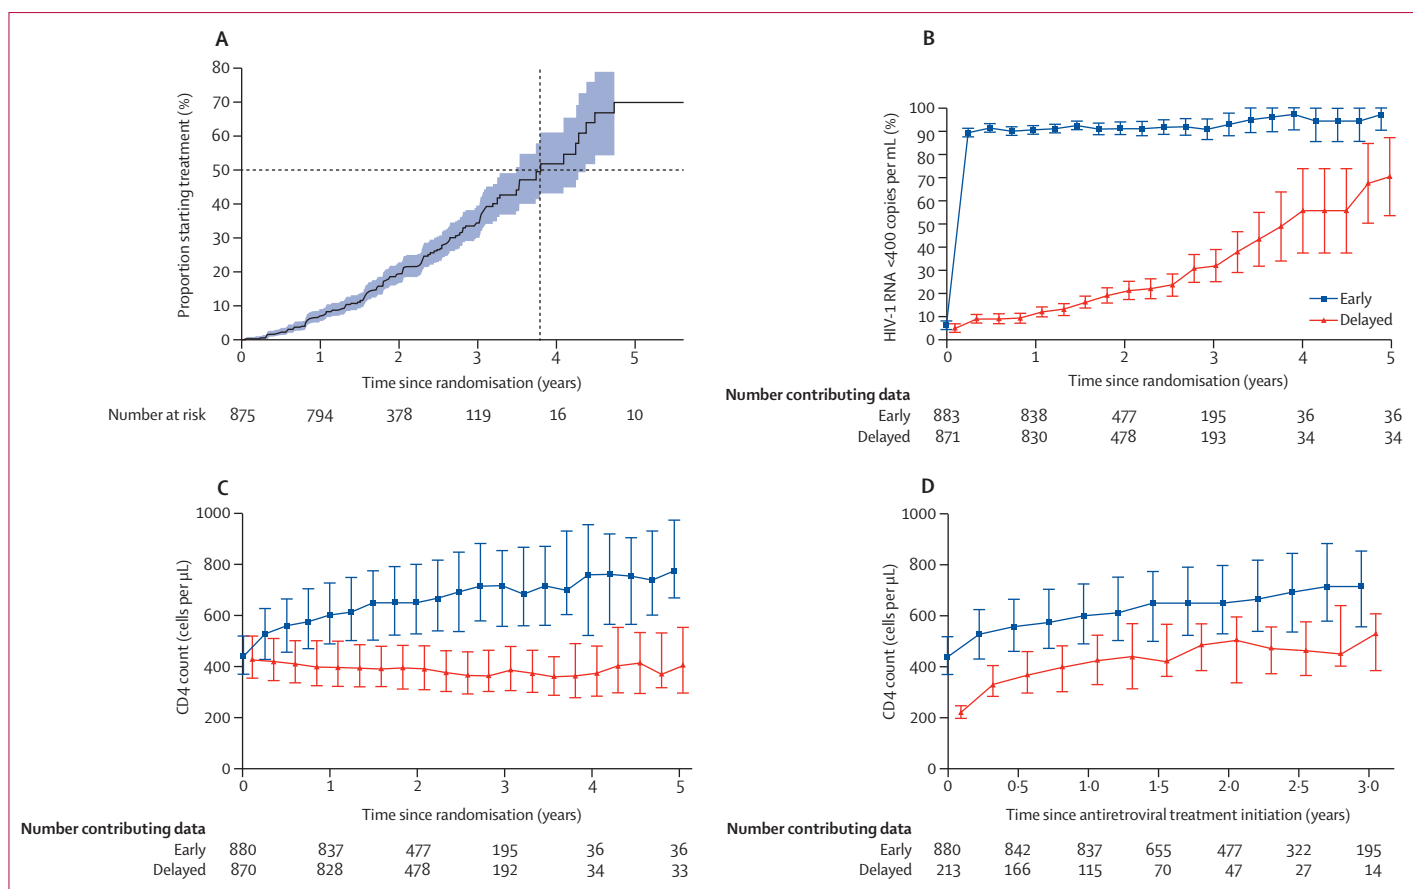 A
Proportion starting treatment (%)
80
70
60
50
40
30
20
10
0
0 1 2 3 4 5
Time since randomisation (years)
Number at risk 875 794 378 119 16 10
B
HIV-1 RNA <400 copies per mL (%)
100
90
80
70
60
50
40
30
20
10
0
Early
Delayed
0 1 2 3 4 5
Time since randomisation (years)
Number contributing data
Early 883 838 477 195 36 36
Delayed 871 830 478 193 34 34
C
CD4 count (cells per µL)
1000
800
600
400
200
0
0 1 2 3 4 5
Time since randomisation (years)
Number contributing data
Early 880 837 477 195 36 36
Delayed 870 828 478 192 34 33
D
CD4 count (cells per µL)
1000
800
600
400
200
0
0 0·5 1·0 1·5 2·0 2·5 3·0
Time since antiretroviral treatment initiation (years)
Number contributing data
Early 880 842 837 655 477 322 195
Delayed 213 166 115 70 47 27 14